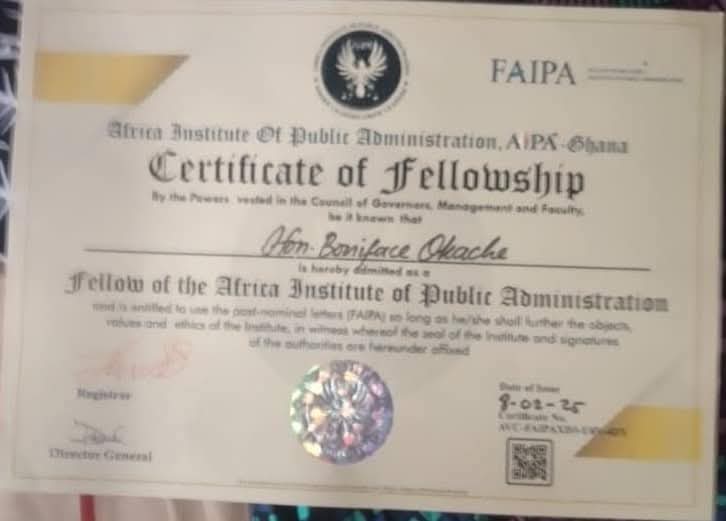 FAIPA
Africa Institute Of Public Administration, AIPA-Ghana
Certificate of Fellowship
By the Powers vested in the Council of Governors, Management and Faculty,
be it known that
Hon. Boniface Okache
is hereby admitted as a
Fellow of the Africa Institute of Public Administration
and is entitled to use the post-nominal letters (FAIPA) so long as he/she shall further the objects,
values and ethics of the Institute, in witness whereof the seal of the Institute and signatures
of the authorities are hereunder affixed
Registrar
Director General
Date of Issue
8-02-25
Certificate No.